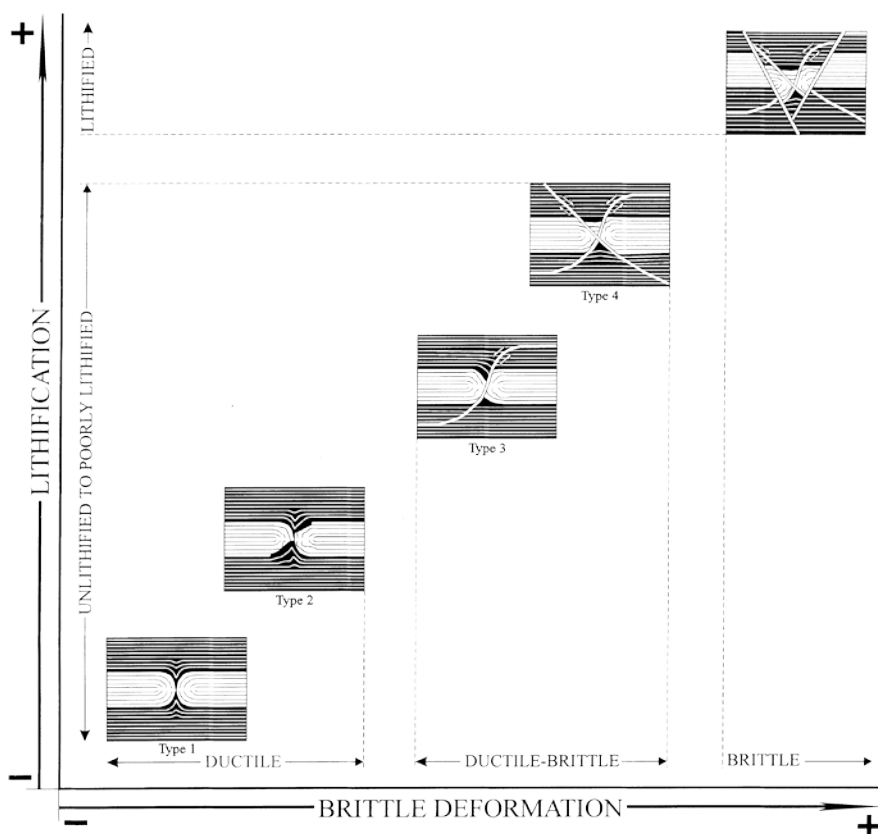 +
LITHIFIED
LITHIFICATION
UNLITHIFIED TO POORLY LITHIFIED
Type 4
Type 3
Type 2
Type 1
DUCTILE
DUCTILE-BRITTLE
BRITTLE
−
BRITTLE DEFORMATION
−
+